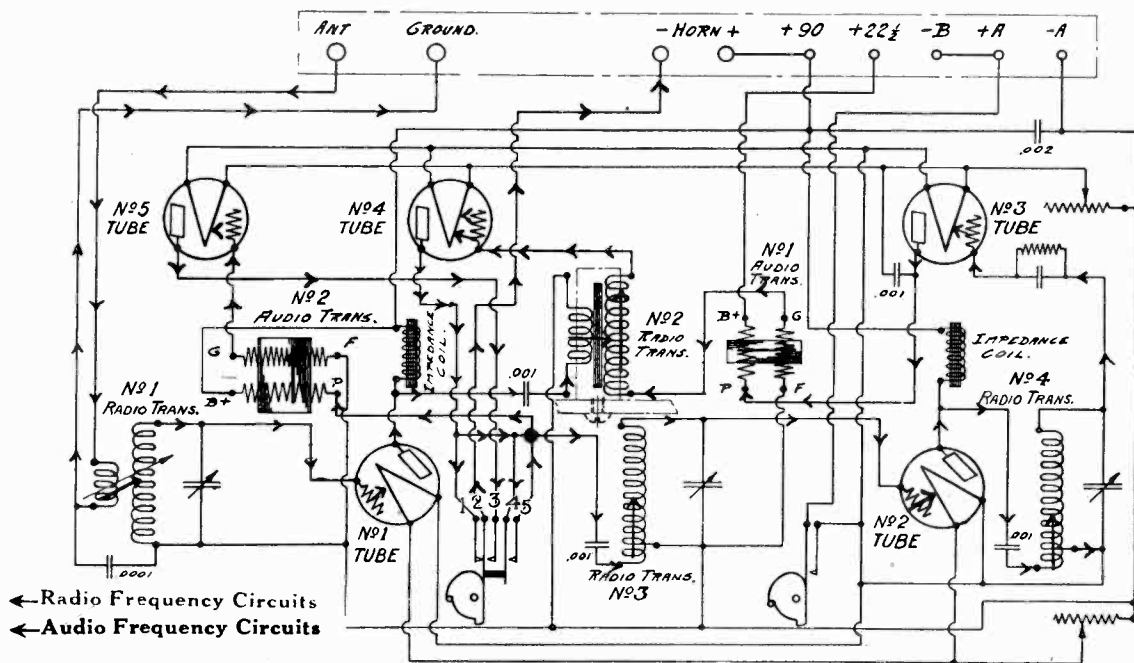 ANT
GROUND.
- HORN +
+ 90
+22½
-B
+A
-A
.002
Nº5
TUBE
Nº4
TUBE
Nº3
TUBE
Nº1
AUDIO
TRANS.
.001
Nº2
AUDIO TRANS.
G
F
B+
P
IMPEDANCE
COIL.
Nº2
RADIO
TRANS.
B+
G
P
F
IMPEDANCE
COIL.
Nº1
RADIO TRANS.
.001
Nº4
RADIO TRANS.
1
2
3
4
5
Nº1
TUBE
Nº2
TUBE
.001
.001
.0001
RADIO TRANS.
Nº3
Radio Frequency Circuits
Audio Frequency Circuits